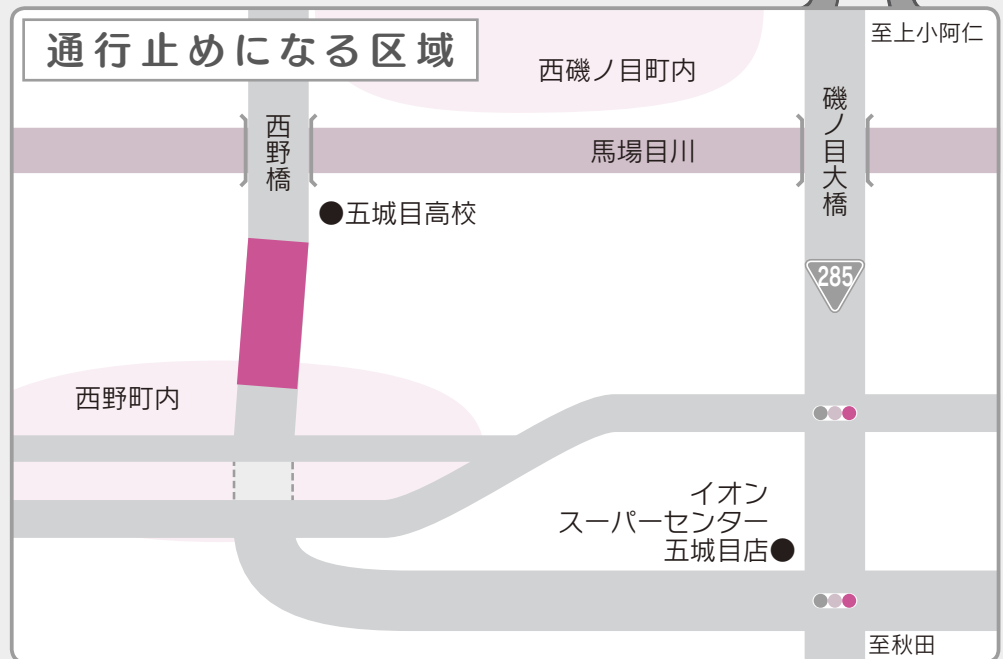 通行止めになる区域
至上小阿仁
西磯ノ目町内
磯ノ目大橋
西野橋
馬場目川
五城目高校
285
西野町内
イオン
スーパーセンター
五城目店
至秋田